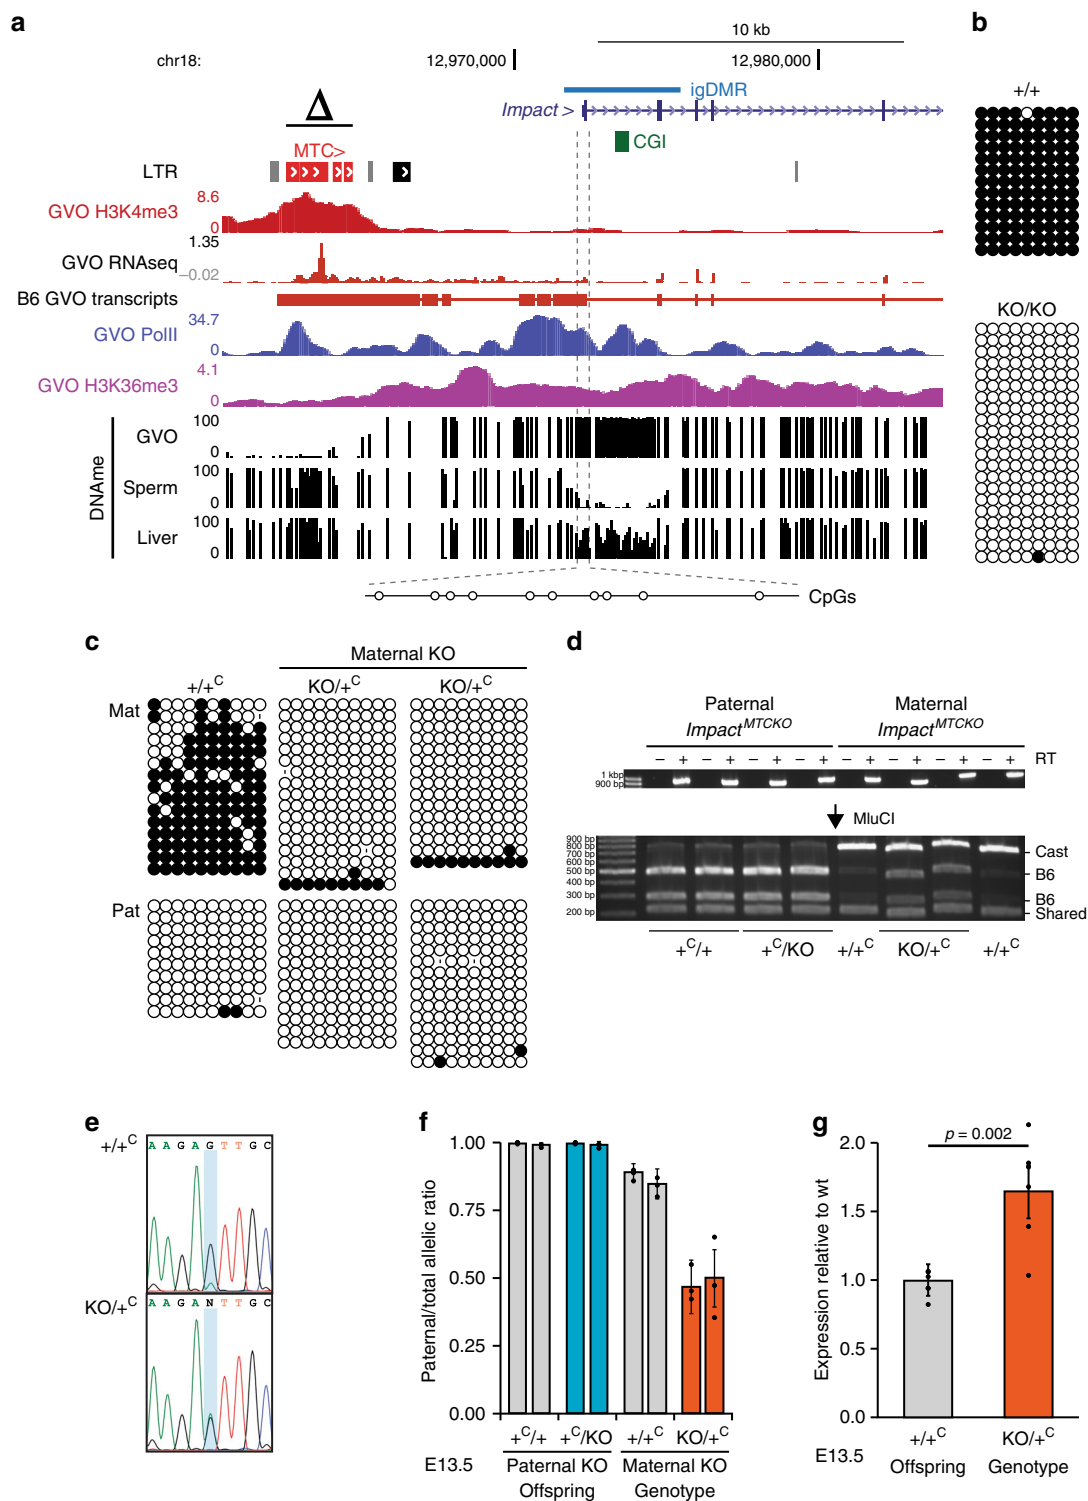 a
b
10 kb
chr18:
12,970,000
12,980,000
igDMR
Impact >
Δ
CGI
MTC>
LTR
GVO H3K4me3
8.6
0
GVO RNAseq
1.35
−0.02
B6 GVO transcripts
GVO PolII
34.7
0
GVO H3K36me3
4.1
0
DNAme
GVO
100
0
Sperm
100
0
Liver
100
0
CpGs
+/+
KO/KO
c
Maternal KO
+/+C
KO/+C
KO/+C
Mat
Pat
d
Paternal
ImpactMTCKO
Maternal
ImpactMTCKO
− + − + − + − + − + − + − + − +
RT
1 kbp
900 bp
MluCI
900 bp
800 bp
700 bp
600 bp
500 bp
400 bp
300 bp
200 bp
Cast
B6
B6
Shared
+C/+
+C/KO
+/+C
KO/+C
+/+C
e
+/+C
A A G A G T T G C
KO/+C
A A G A N T T G C
f
Paternal/total allelic ratio
1.00
0.75
0.50
0.25
0.00
+C/+
+C/KO
+/+C
KO/+C
E13.5
Paternal KO
Maternal KO
Offspring
Genotype
g
Expression relative to wt
2.0
1.5
1.0
0.5
0.0
p = 0.002
+/+C
KO/+C
E13.5
Offspring
Genotype